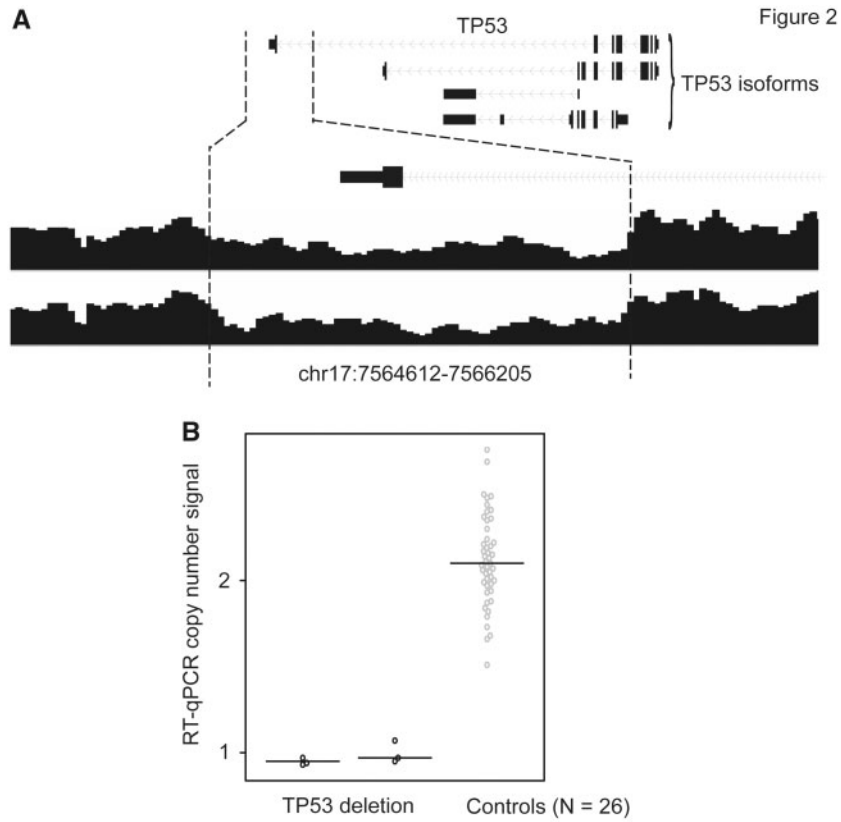 A
Figure 2
TP53
TP53 isoforms
chr17:7564612-7566205
B
RT-qPCR copy number signal
2
1
TP53 deletion
Controls (N = 26)